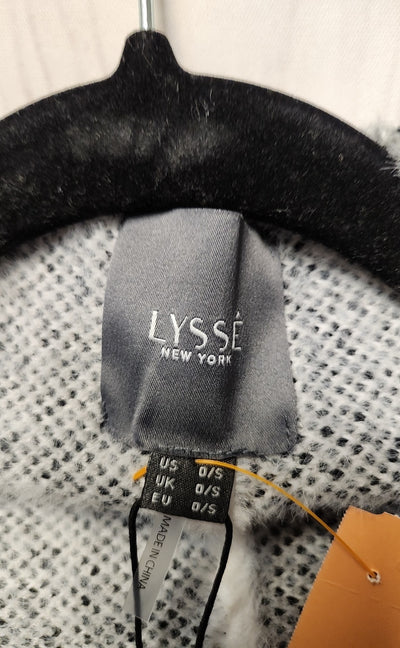 LYSSÉ
NEW YORK
US O/S
UK O/S
EU O/S
MADE IN CHINA